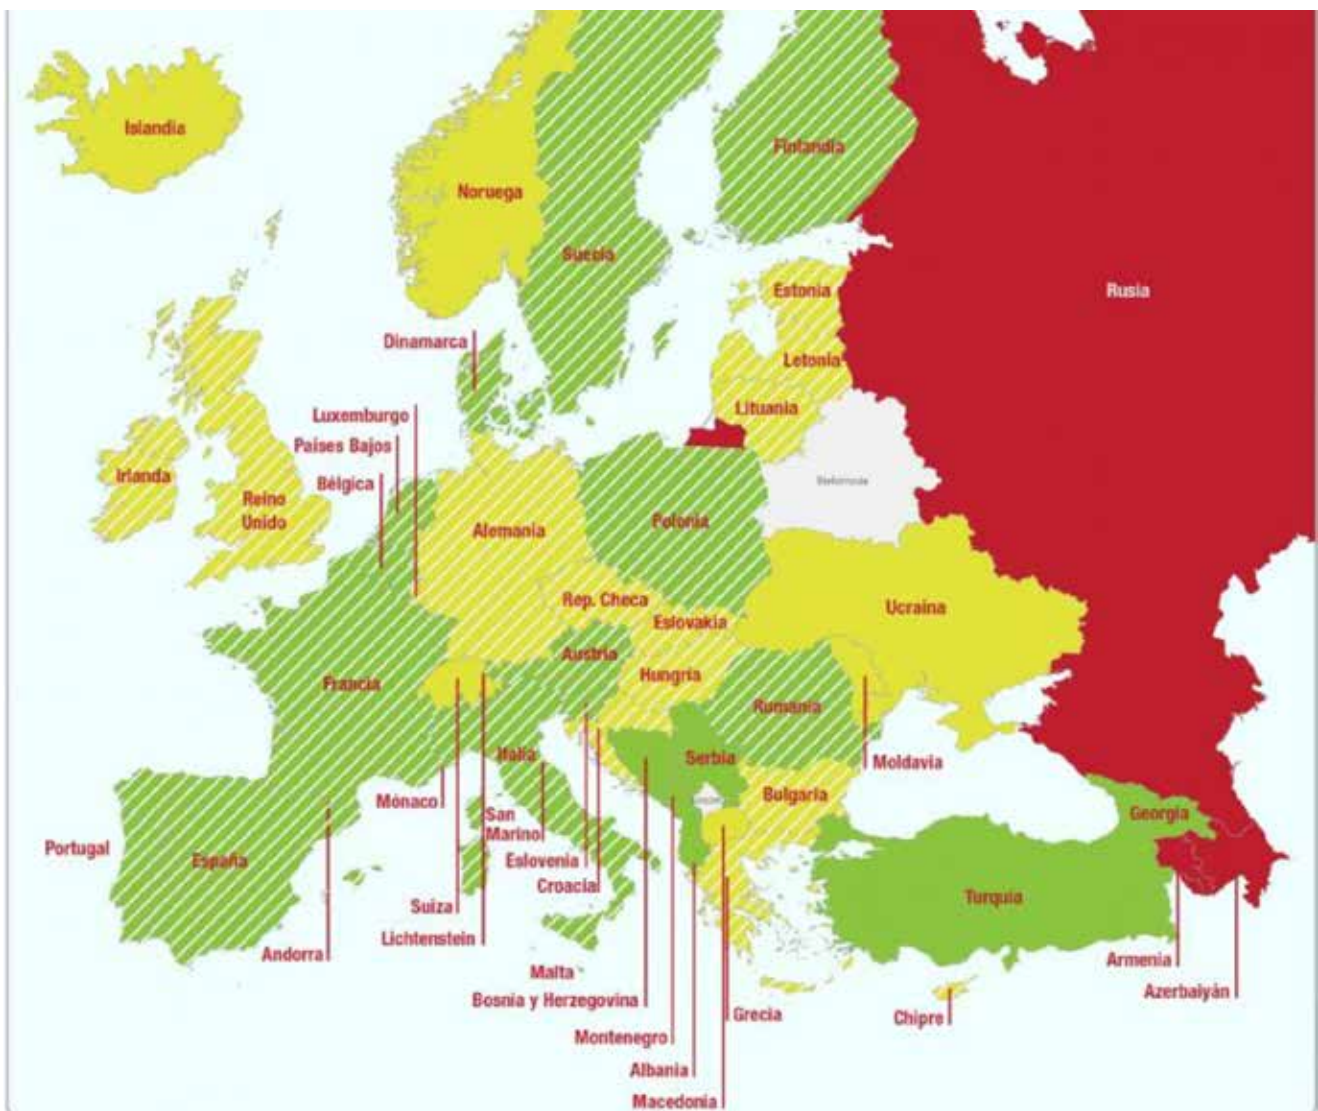 Islandia
Noruega
Finlandia
Suecia
Rusia
Estonia
Letonia
Lituania
Dinamarca
Luxemburgo
Países Bajos
Bélgica
Irlanda
Reino
Unido
Alemania
Polonia
Bielorrusia
Rep. Checa
Eslovakia
Ucraina
Austria
Hungría
Francia
Rumanía
Italia
Serbia
Moldavia
Mónaco
San
Marino
Bulgaria
Georgia
Portugal
España
Eslovenia
Croacia
Suiza
Lichtenstein
Andorra
Turquía
Malta
Bosnia y Herzegovina
Montenegro
Albania
Macedonia
Grecia
Chipre
Armenia
Azerbaiyán